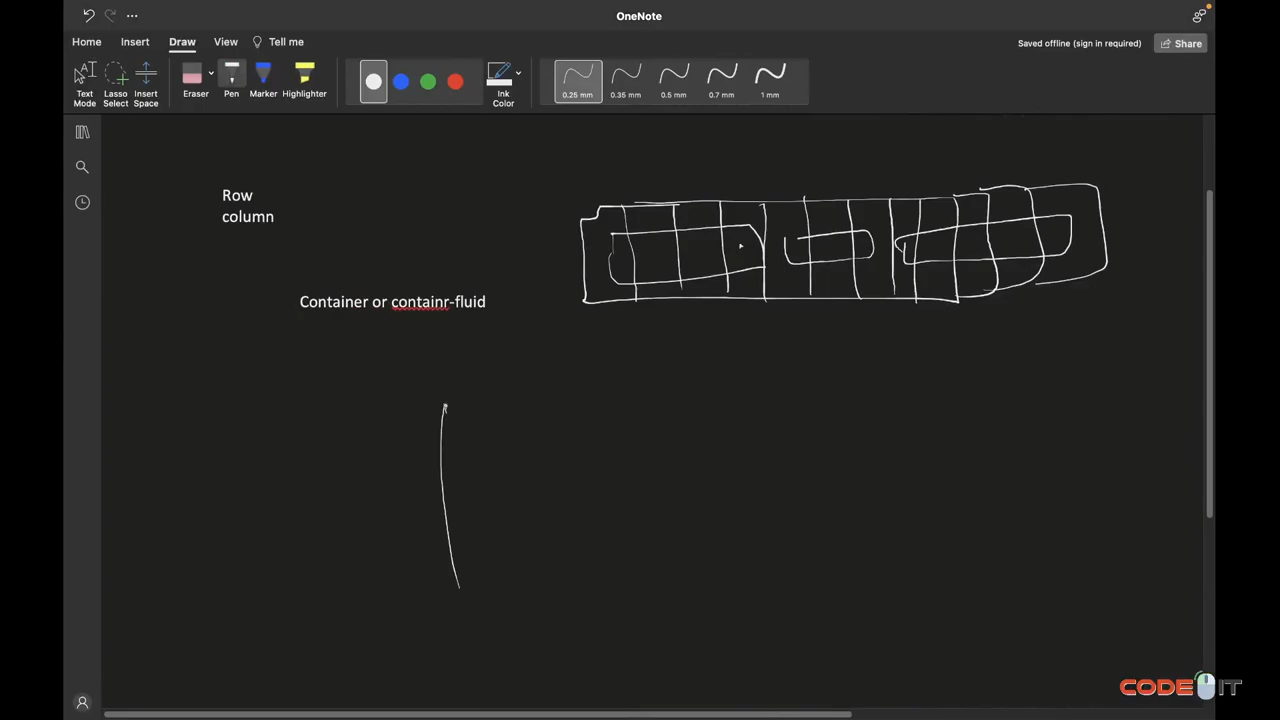 OneNote
Home Insert Draw View Tell me
Saved offline (sign in required) Share
Text Mode
Lasso Select
Insert Space
Eraser
Pen
Marker
Highlighter
Ink Color
0.25 mm
0.35 mm
0.5 mm
0.7 mm
1 mm
Row
column
Container or containr-fluid
CODE IT